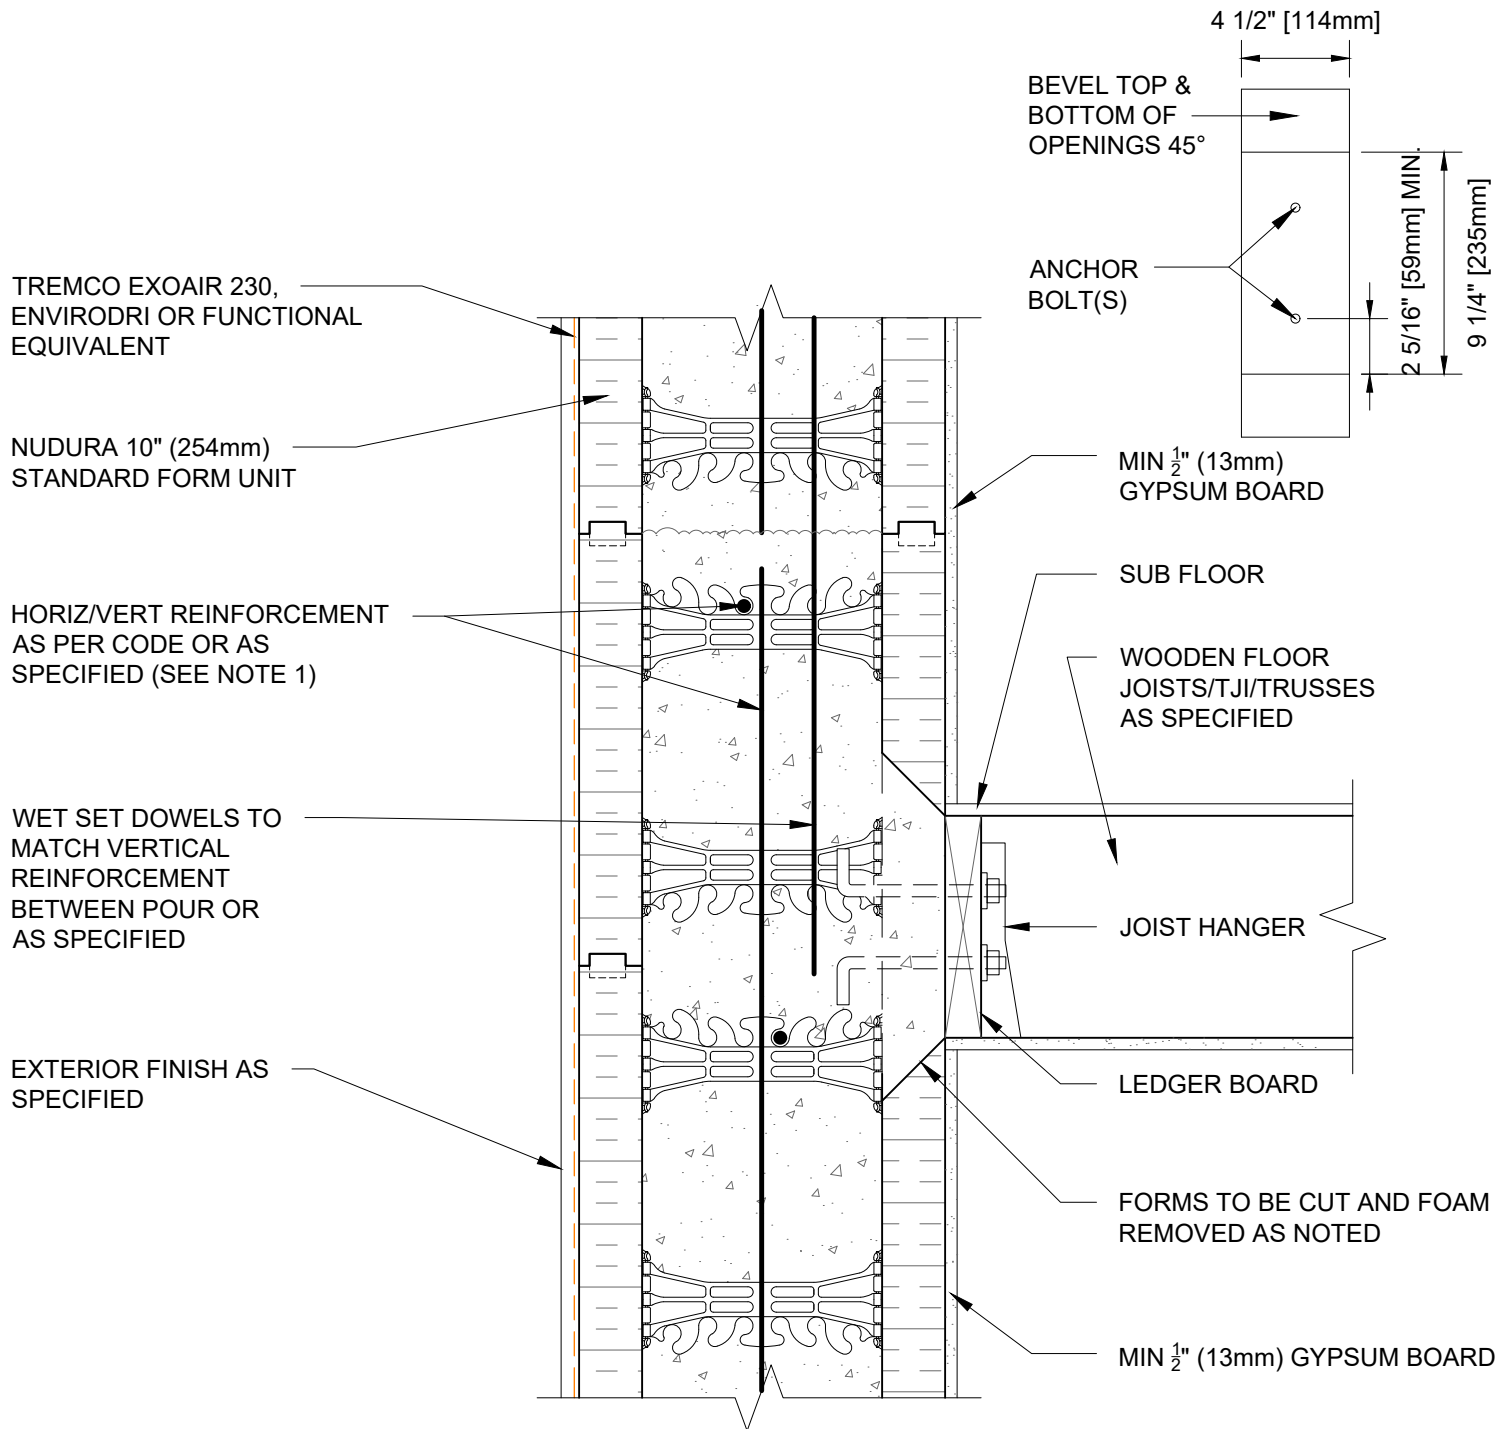 4 1/2" [114mm]
BEVEL TOP &
BOTTOM OF
OPENINGS 45°
2 5/16" [59mm] MIN.
9 1/4" [235mm]
ANCHOR
BOLT(S)
TREMCO EXOAIR 230,
ENVIRODRI OR FUNCTIONAL
EQUIVALENT
NUDURA 10" (254mm)
STANDARD FORM UNIT
HORIZ/VERT REINFORCEMENT
AS PER CODE OR AS
SPECIFIED (SEE NOTE 1)
WET SET DOWELS TO
MATCH VERTICAL
REINFORCEMENT
BETWEEN POUR OR
AS SPECIFIED
EXTERIOR FINISH AS
SPECIFIED
MIN 1/2" (13mm)
GYPSUM BOARD
SUB FLOOR
WOODEN FLOOR
JOISTS/TJI/TRUSSES
AS SPECIFIED
JOIST HANGER
LEDGER BOARD
FORMS TO BE CUT AND FOAM
REMOVED AS NOTED
MIN 1/2" (13mm) GYPSUM BOARD